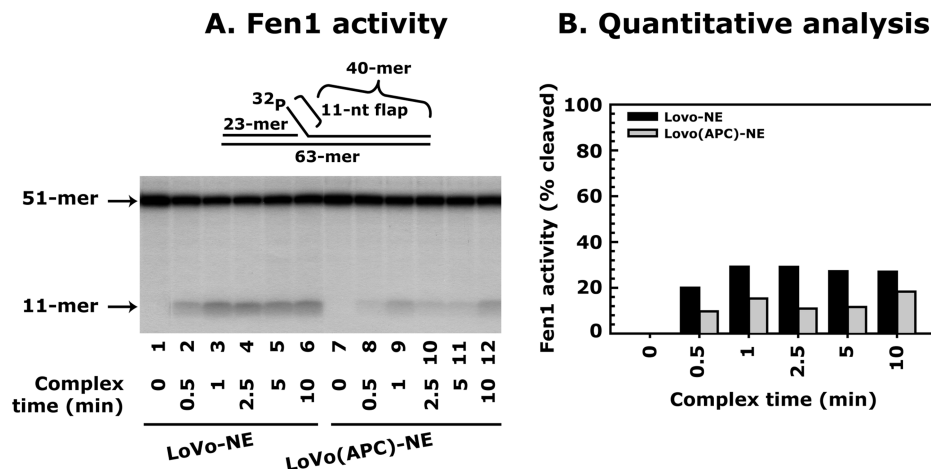 A. Fen1 activity
40-mer
32P
11-nt flap
23-mer
63-mer
51-mer
11-mer
1 2 3 4 5 6 7 8 9 10 11 12
Complex time (min)
0 0.5 1 2.5 5 10 0 0.5 1 2.5 5 10
LoVo-NE
LoVo(APC)-NE
B. Quantitative analysis
Fen1 activity (% cleaved)
100
80
60
40
20
0
Lovo-NE
Lovo(APC)-NE
0 0.5 1 2.5 5 10
Complex time (min)